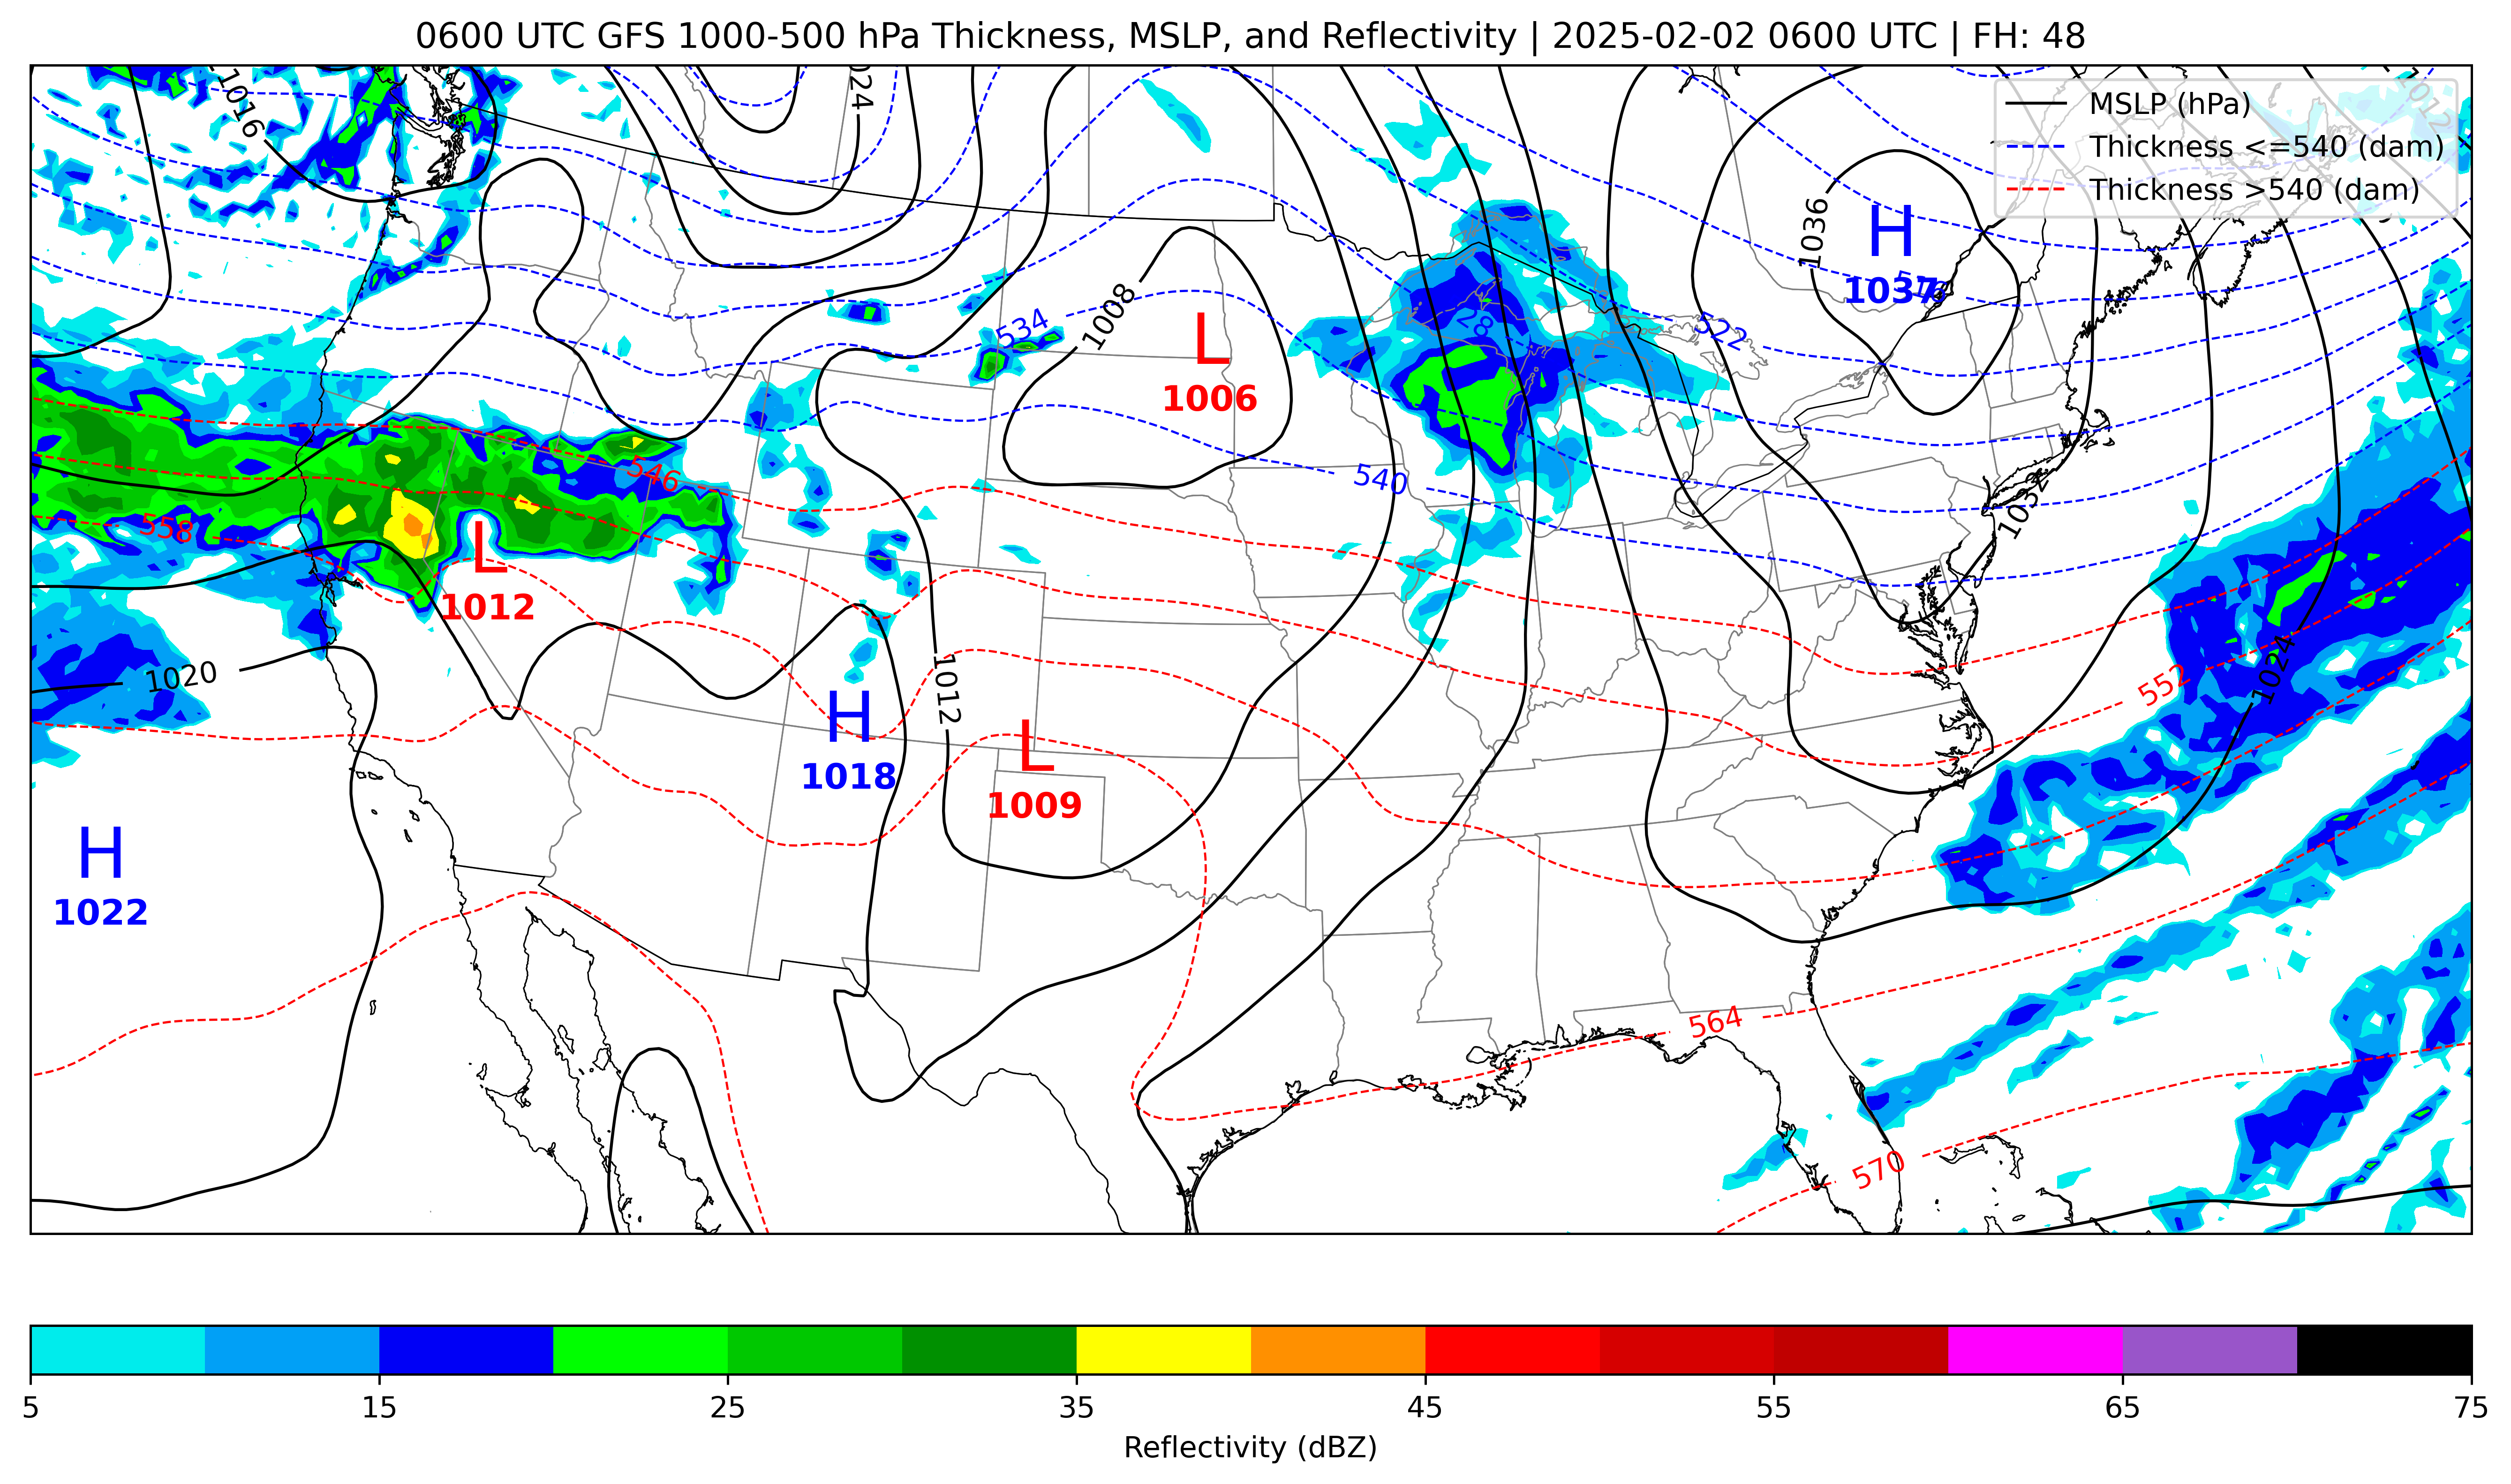 0600 UTC GFS 1000-500 hPa Thickness, MSLP, and Reflectivity | 2025-02-02 0600 UTC | FH: 48
MSLP (hPa)
Thickness <=540 (dam)
Thickness >540 (dam)
1016
024
1012
1036
H
1037
534
1008
L
1006
28
522
546
540
558
L
1012
1032
1020
1012
H
1018
L
1009
552
1024
H
1022
564
570
5 15 25 35 45 55 65 75
Reflectivity (dBZ)